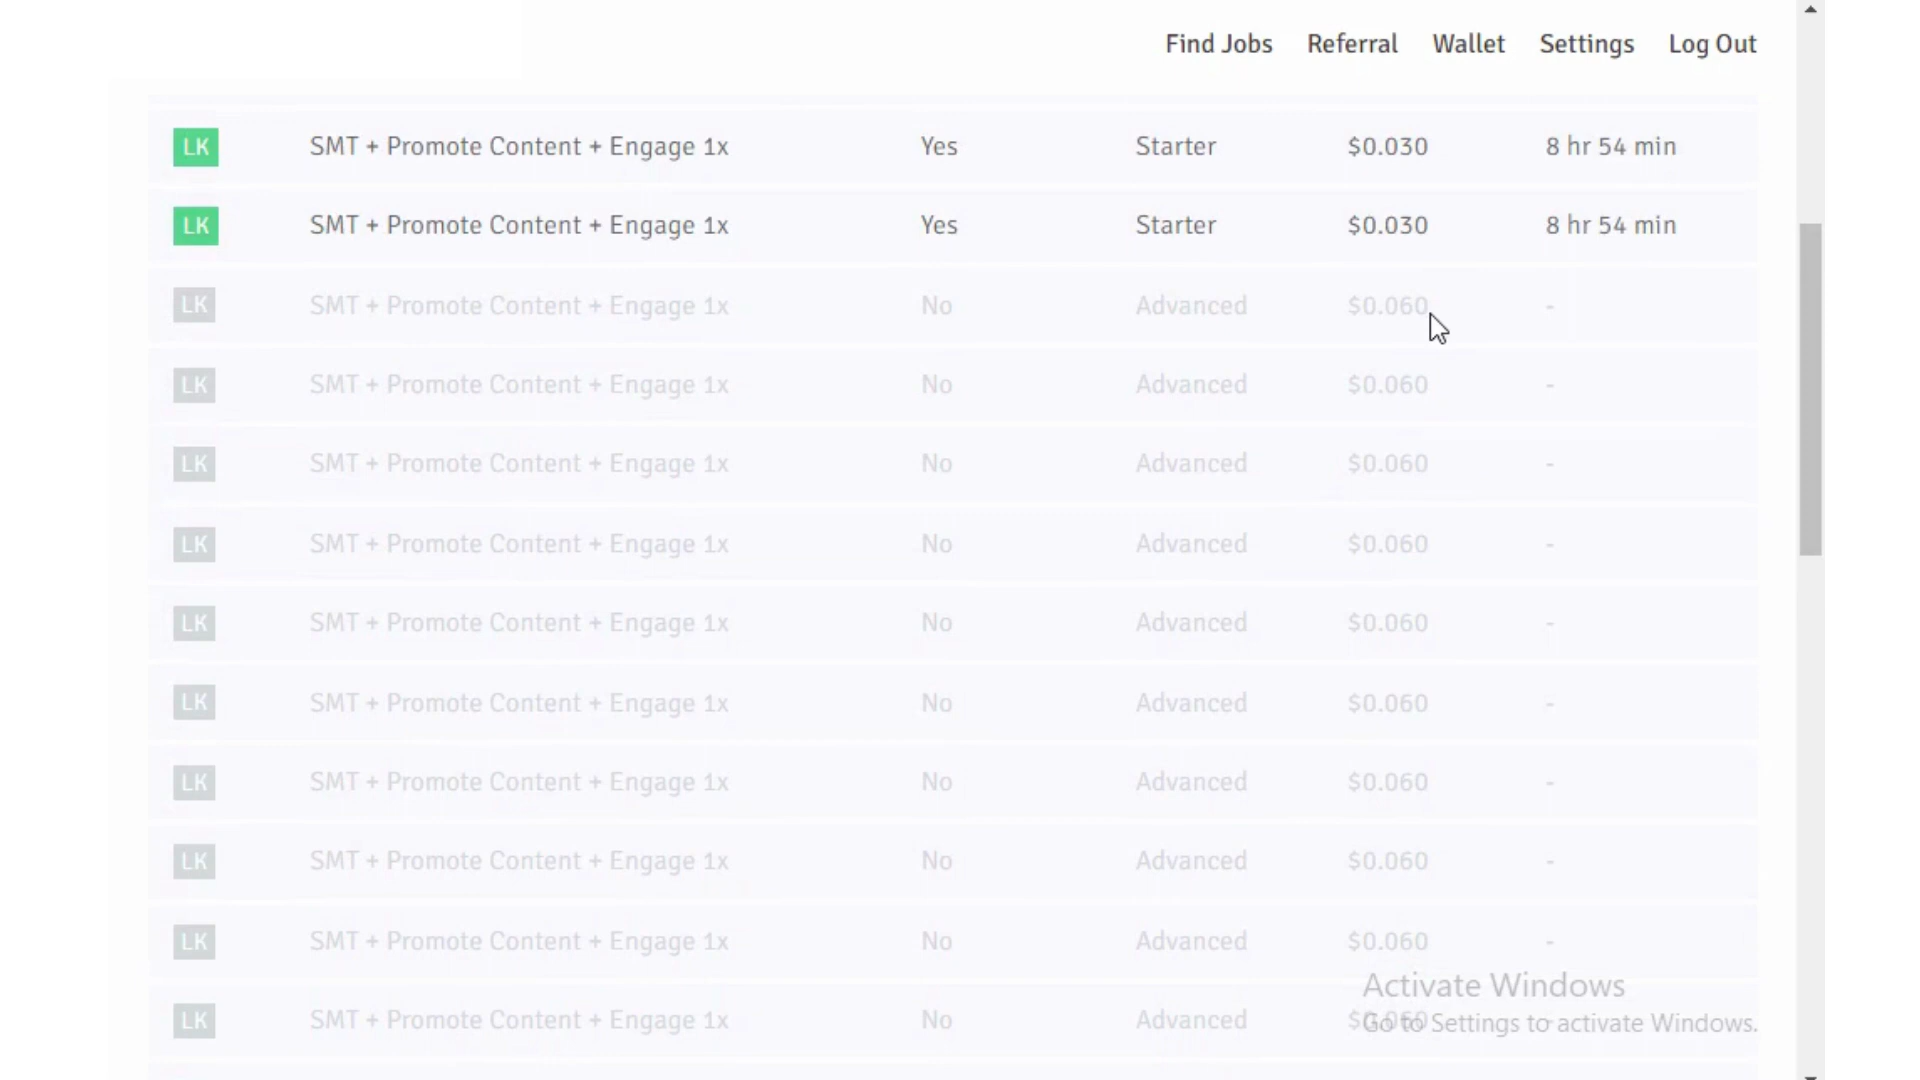 Find Jobs Referral Wallet Settings Log Out
LK SMT + Promote Content + Engage 1x Yes Starter $0.030 8 hr 54 min
LK SMT + Promote Content + Engage 1x Yes Starter $0.030 8 hr 54 min
LK SMT + Promote Content + Engage 1x No Advanced $0.060 -
LK SMT + Promote Content + Engage 1x No Advanced $0.060 -
LK SMT + Promote Content + Engage 1x No Advanced $0.060 -
LK SMT + Promote Content + Engage 1x No Advanced $0.060 -
LK SMT + Promote Content + Engage 1x No Advanced $0.060 -
LK SMT + Promote Content + Engage 1x No Advanced $0.060 -
LK SMT + Promote Content + Engage 1x No Advanced $0.060 -
LK SMT + Promote Content + Engage 1x No Advanced $0.060 -
LK SMT + Promote Content + Engage 1x No Advanced $0.060 -
Activate Windows
LK SMT + Promote Content + Engage 1x No Advanced $0.060 -
Go to Settings to activate Windows.